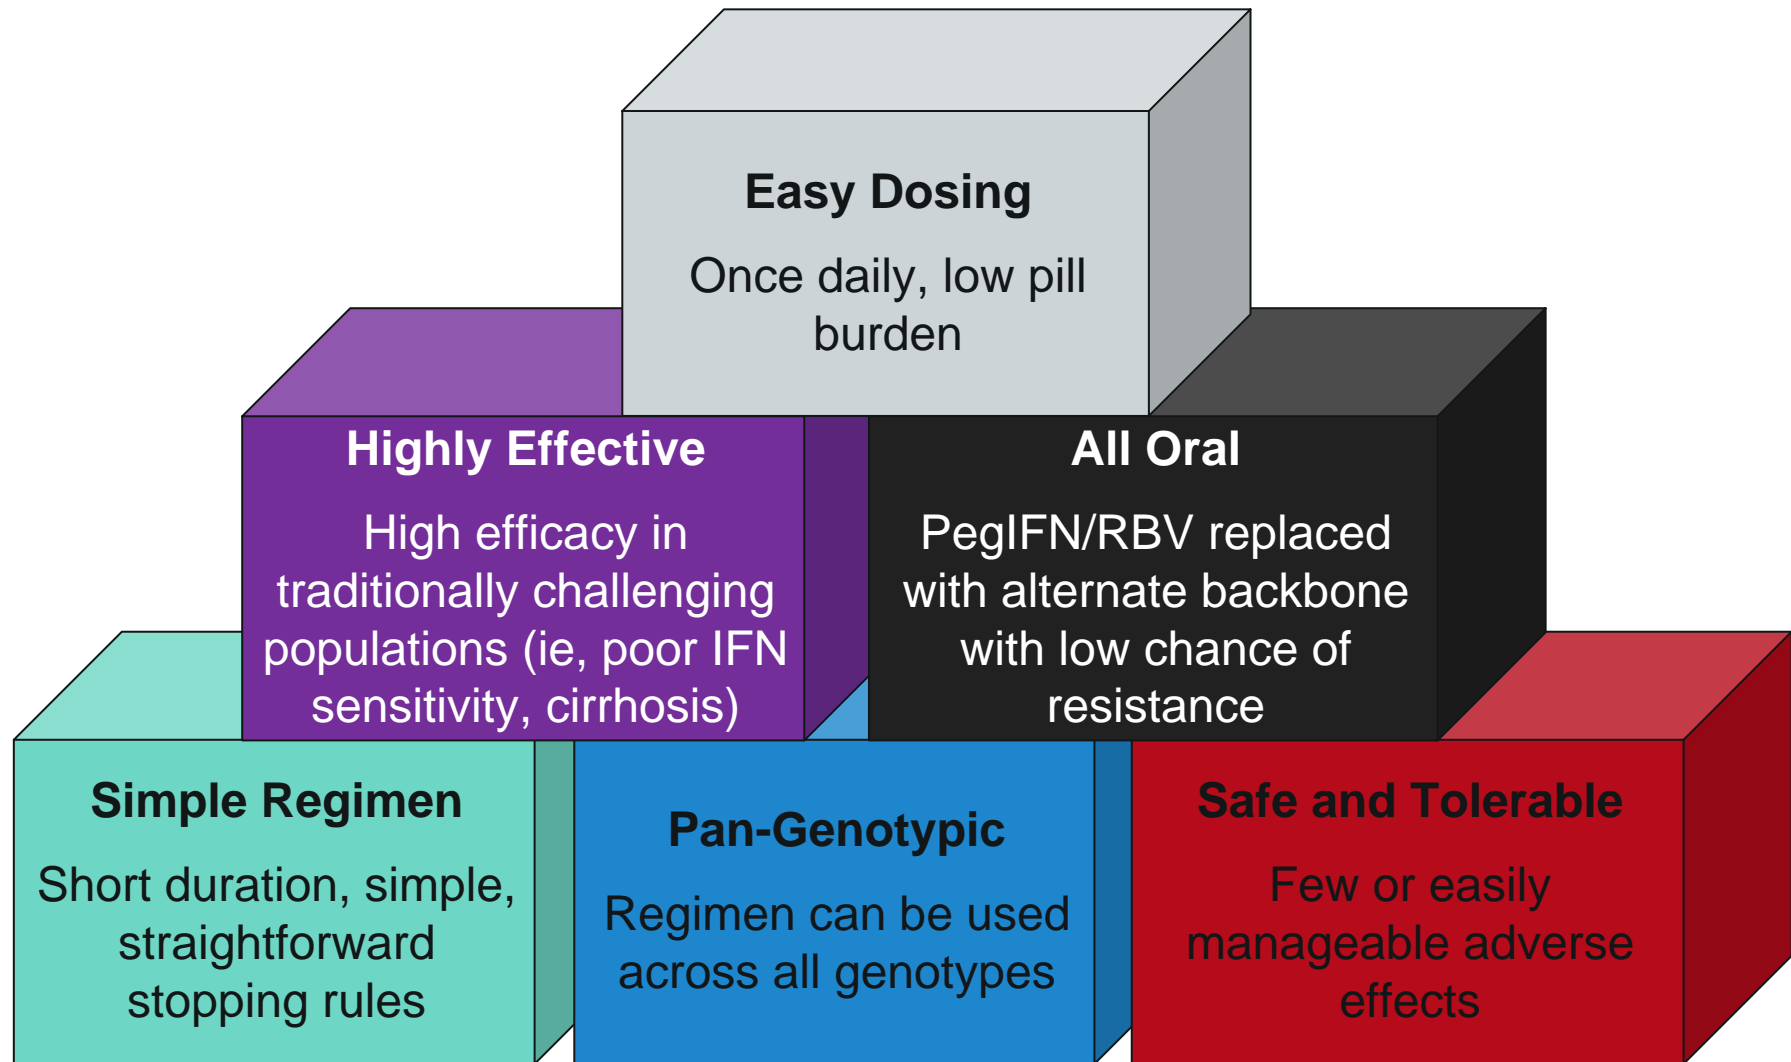 Easy Dosing
Once daily, low pill
burden
Highly Effective
High efficacy in
traditionally challenging
populations (ie, poor IFN
sensitivity, cirrhosis)
All Oral
PegIFN/RBV replaced
with alternate backbone
with low chance of
resistance
Simple Regimen
Short duration, simple,
straightforward
stopping rules
Pan-Genotypic
Regimen can be used
across all genotypes
Safe and Tolerable
Few or easily
manageable adverse
effects